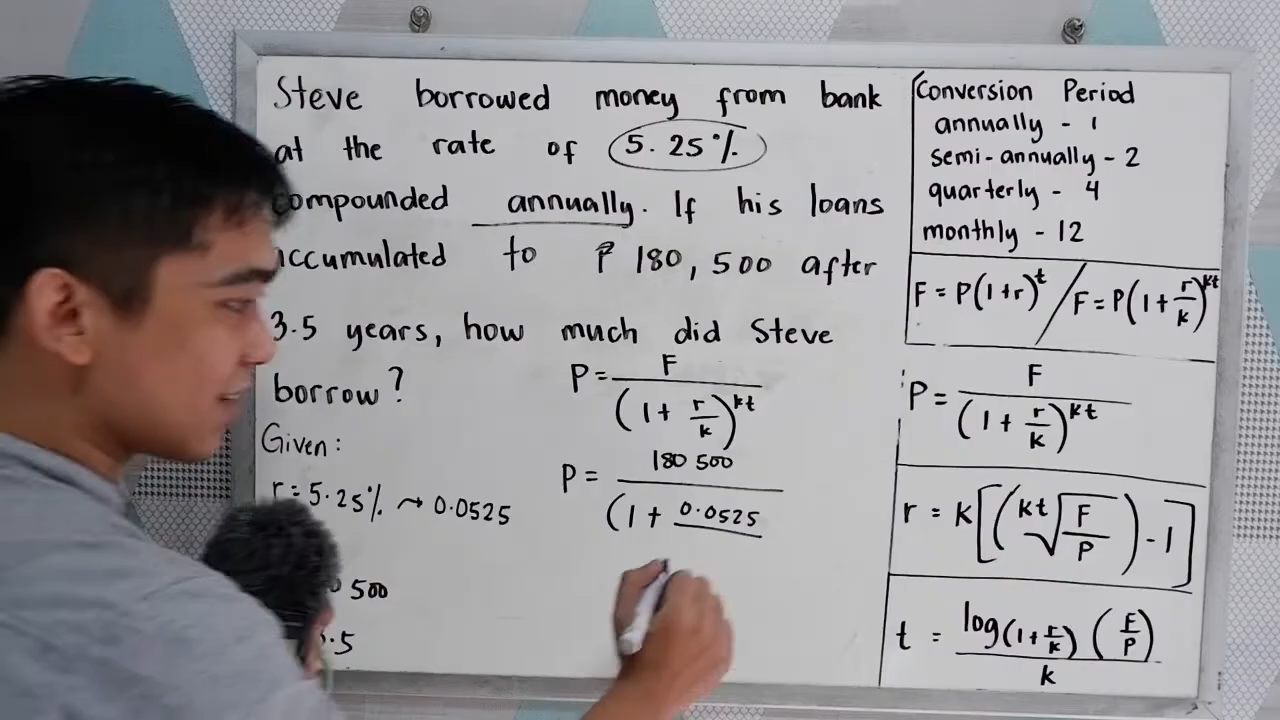 Steve borrowed money from bank
at the rate of 5.25%
compounded annually. If his loans
accumulated to ₱ 180,500 after
3.5 years, how much did Steve
borrow?
Given:
r = 5.25% → 0.0525
500
.5
P = F / (1 + r/k)^kt
P = 180 500 / (1 + 0.0525
Conversion Period
annually - 1
semi-annually - 2
quarterly - 4
monthly - 12
F = P(1+r)^t / F = P(1 + r/k)^kt
P = F / (1 + r/k)^kt
r = k[(kt√(F/P)) - 1]
t = log(1+r/k) (F/P) / k